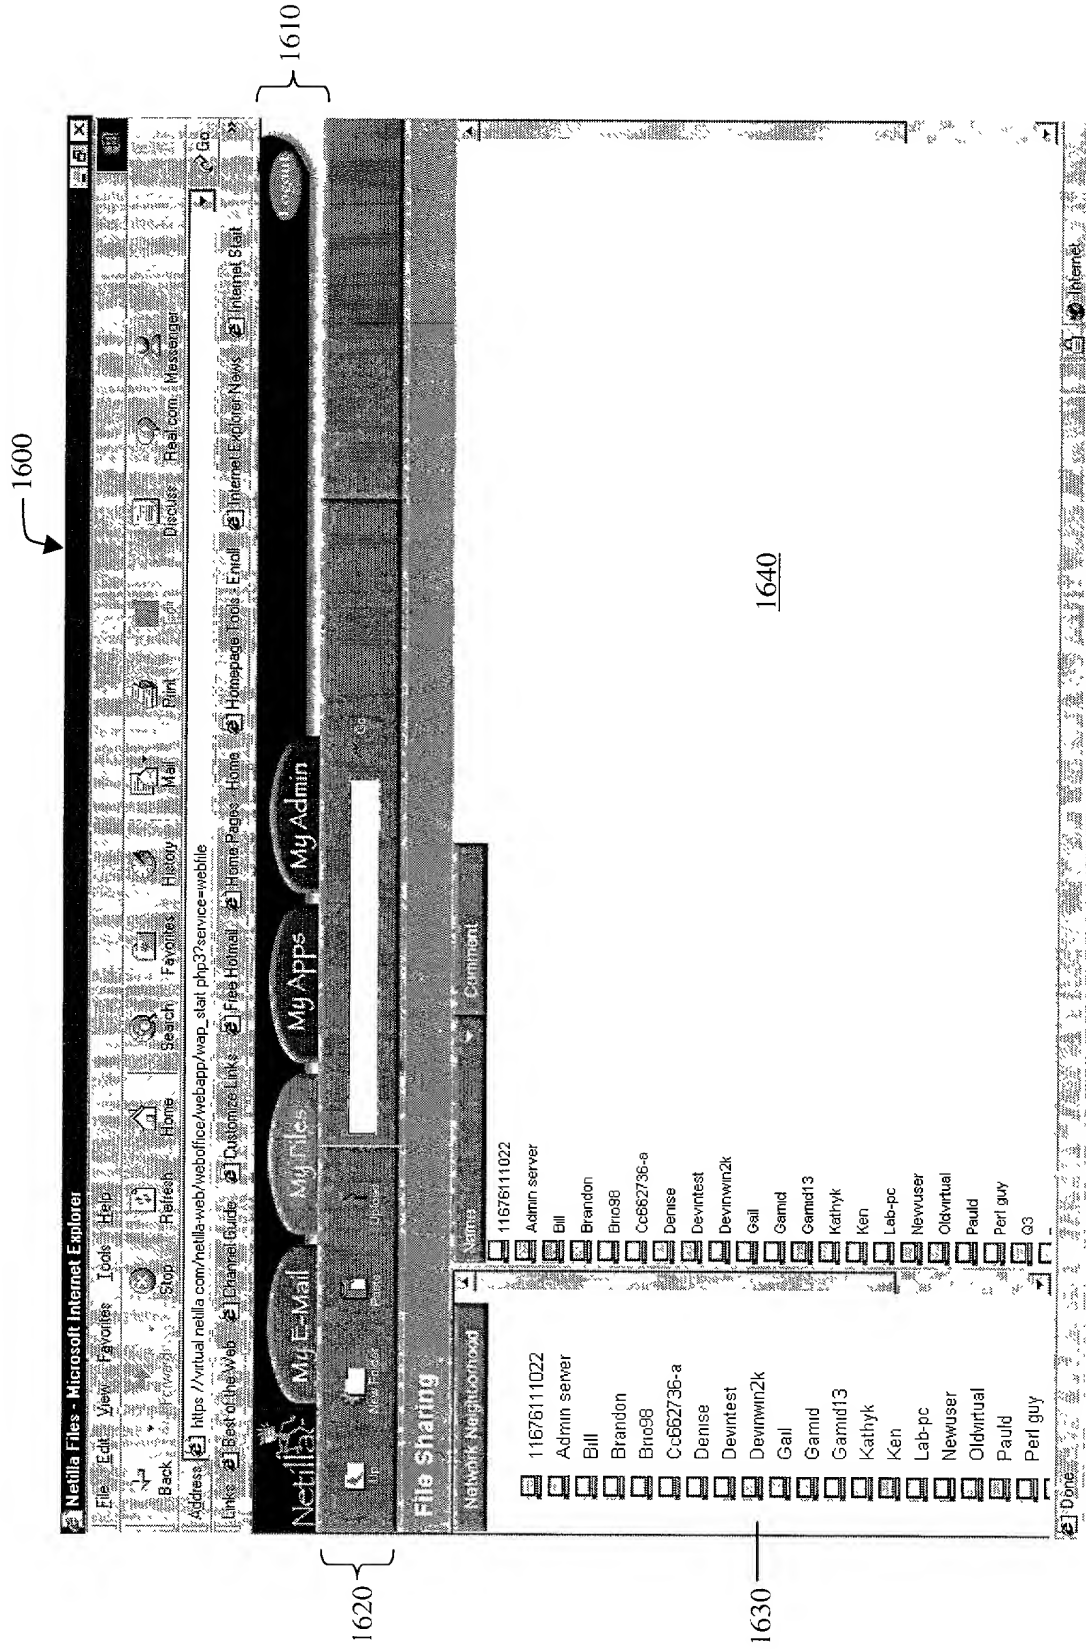 1600
Netilla Files - Microsoft Internet Explorer
File Edit View Favorites Tools Help
Back Forward Stop Refresh Home Search Favorites History Mail Print Discuss Real.com Messenger
Address https //virtual netilla com/netilla-web/weboffice/webapp/wap_start php3?service=webfile Go
Links Best of the Web Channel Guide Customize Links Free Hotmail Home Pages - Home Homepage Tools - Enroll Internet Explorer News Internet Start »
1610
Netilla My E-Mail My Files My Apps My Admin Logout
1620
Up New Folder Paste Upload Go
File Sharing
Network Neighborhood
Name Comment
1630
11676111022
Admin server
Bill
Brandon
Brio98
Cc662736-a
Denise
Devintest
Devinwin2k
Gail
Gamid
Gamid13
Kathyk
Ken
Lab-pc
Newuser
Oldvirtual
Pauld
Perl guy
11676111022
Admin server
Bill
Brandon
Brio98
Cc662736-a
Denise
Devintest
Devinwin2k
Gail
Gamid
Gamid13
Kathyk
Ken
Lab-pc
Newuser
Oldvirtual
Pauld
Perl guy
Q3
1640
Done Internet